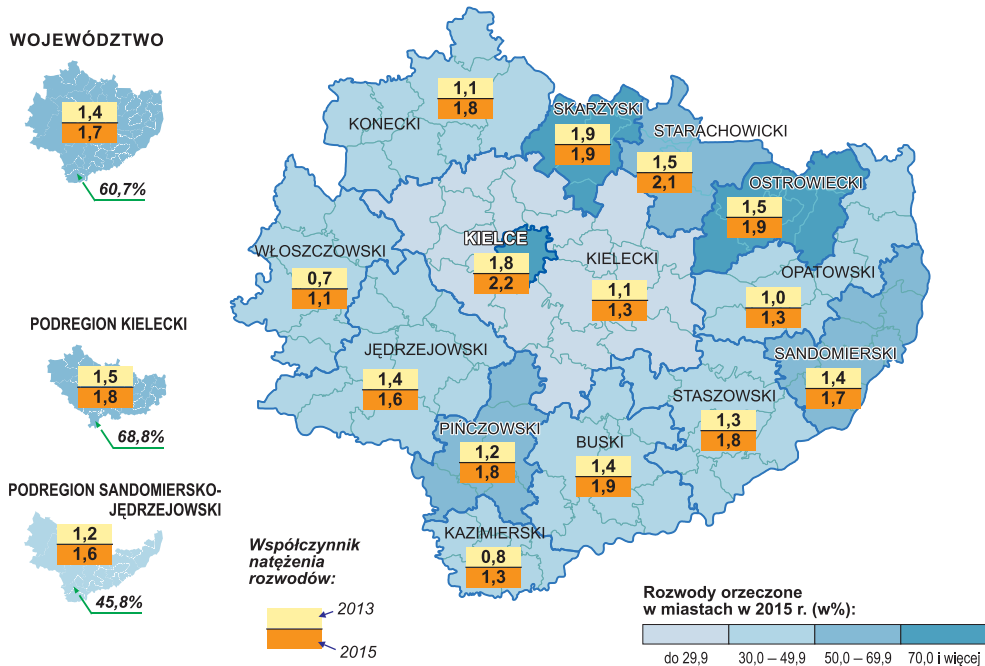 WOJEWÓDZTWO
1,4
1,7
60,7%
PODREGION KIELECKI
1,5
1,8
68,8%
PODREGION SANDOMIERSKO-
JĘDRZEJOWSKI
1,2
1,6
45,8%
KONECKI
1,1
1,8
SKARŻYSKI
1,9
1,9
STARACHOWICKI
1,5
2,1
OSTROWIECKI
1,5
1,9
WŁOSZCZOWSKI
0,7
1,1
KIELCE
1,8
2,2
KIELECKI
1,1
1,3
OPATOWSKI
1,0
1,3
JĘDRZEJOWSKI
1,4
1,6
SANDOMIERSKI
1,4
1,7
STASZOWSKI
1,3
1,8
PIŃCZOWSKI
1,2
1,8
BUSKI
1,4
1,9
KAZIMIERSKI
0,8
1,3
Współczynnik
natężenia
rozwodów:
2013
2015
Rozwody orzeczone
w miastach w 2015 r. (w%):
do 29,9 30,0 – 49,9 50,0 – 69,9 70,0 i więcej